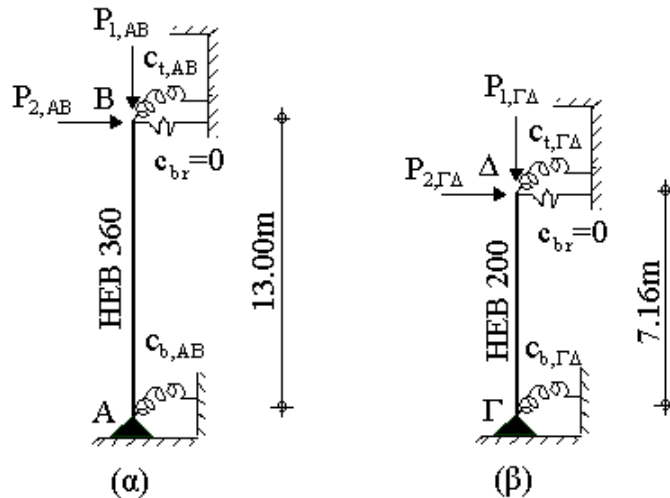 P1,AB
ct,AB
P2,AB
B
cbr=0
HEB 360
13.00m
cb,AB
A
(α)
P1,ΓΔ
ct,ΓΔ
P2,ΓΔ
Δ
cbr=0
HEB 200
7.16m
cb,ΓΔ
Γ
(β)